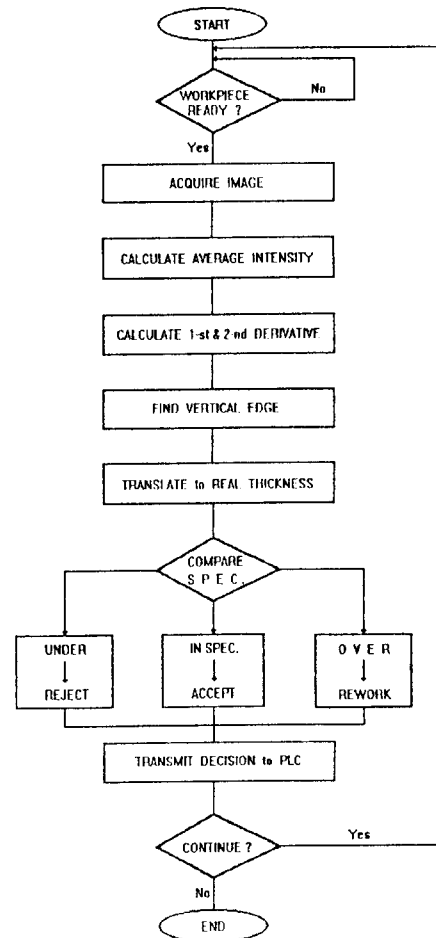 START
WORKPIECE
READY ?
No
Yes
ACQUIRE IMAGE
CALCULATE AVERAGE INTENSITY
CALCULATE 1-st & 2-nd DERIVATIVE
FIND VERTICAL EDGE
TRANSLATE to REAL THICKNESS
COMPARE
S P E C.
UNDER
REJECT
IN SPEC.
ACCEPT
O V E R
REWORK
TRANSMIT DECISION to PLC
CONTINUE ?
Yes
No
END